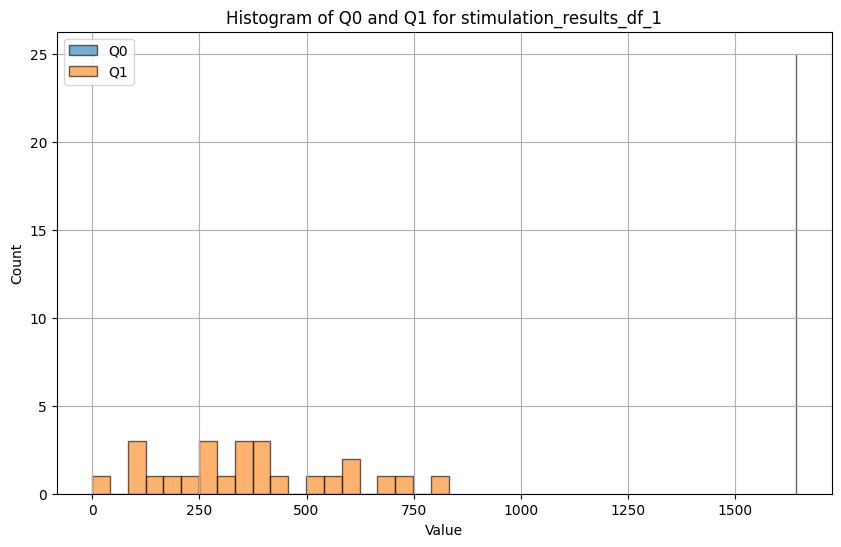 Histogram of Q0 and Q1 for stimulation_results_df_1
Q0
Q1
25
20
15
10
5
0
Count
0 250 500 750 1000 1250 1500
Value